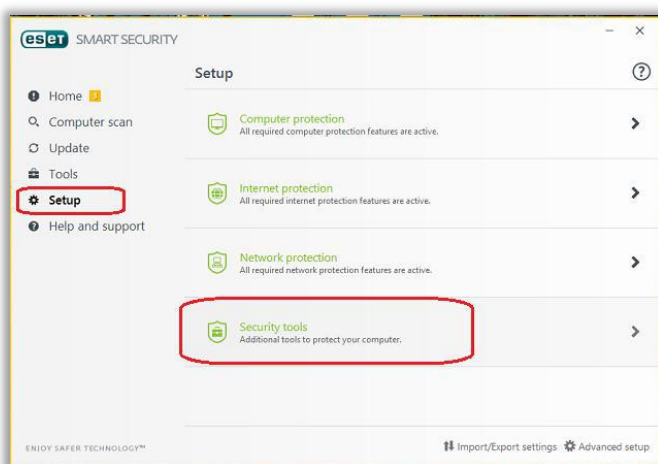 eset SMART SECURITY
Setup
Home
Computer scan
Update
Tools
Setup
Help and support
Computer protection
All required computer protection features are active.
Internet protection
All required internet protection features are active.
Network protection
All required network protection features are active.
Security tools
Additional tools to protect your computer.
ENJOY SAFER TECHNOLOGY™
Import/Export settings Advanced setup